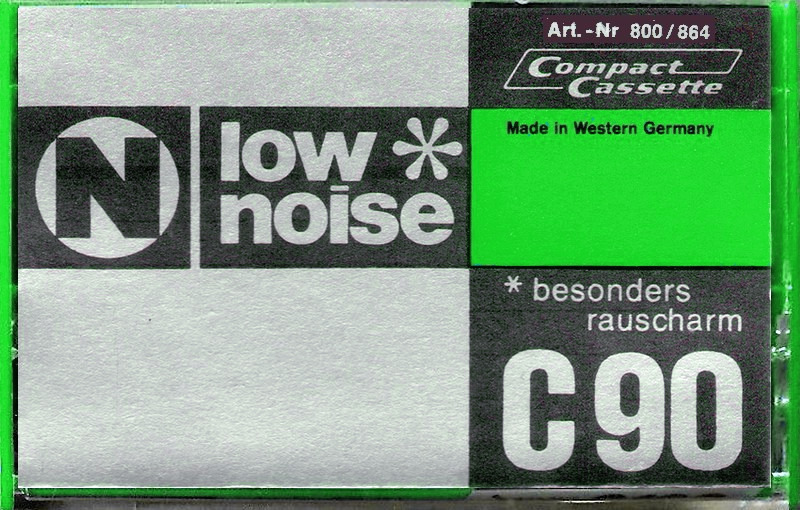 Art.-Nr 800/864
Compact
Cassette
Made in Western Germany
N
low *
noise
* besonders
rauscharm
C90